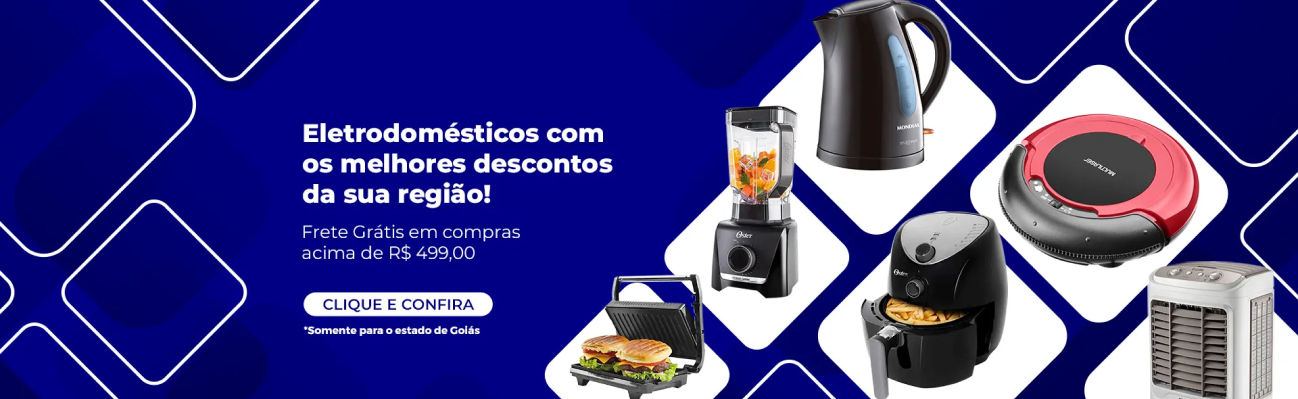 Eletrodomésticos com
os melhores descontos
da sua região!
Frete Grátis em compras
acima de R$ 499,00
CLIQUE E CONFIRA
*Somente para o estado de Goiás
MONDIAL
Oster
MULTILASER
Oster